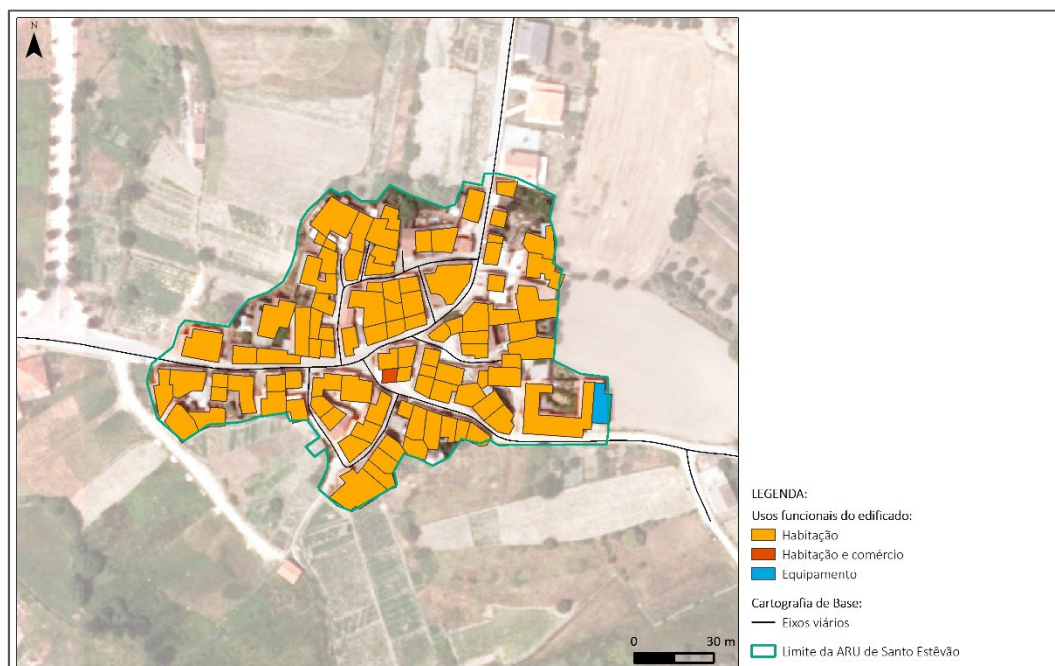 N
LEGENDA:
Usos funcionais do edificado:
Habitação
Habitação e comércio
Equipamento
Cartografia de Base:
Eixos viários
Limite da ARU de Santo Estêvão
0 30 m